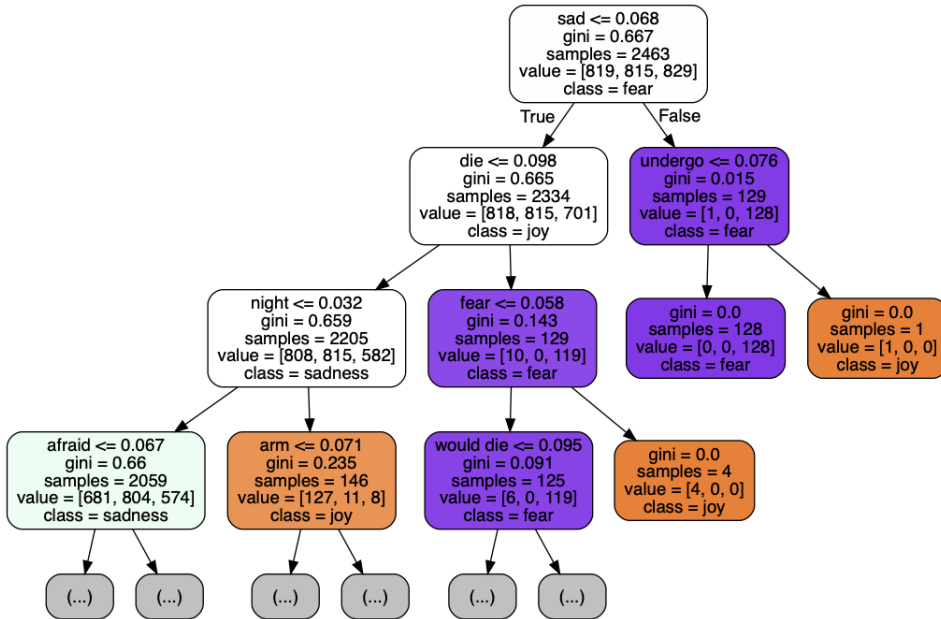 sad <= 0.068
gini = 0.667
samples = 2463
value = [819, 815, 829]
class = fear
True
False
die <= 0.098
gini = 0.665
samples = 2334
value = [818, 815, 701]
class = joy
undergo <= 0.076
gini = 0.015
samples = 129
value = [1, 0, 128]
class = fear
night <= 0.032
gini = 0.659
samples = 2205
value = [808, 815, 582]
class = sadness
fear <= 0.058
gini = 0.143
samples = 129
value = [10, 0, 119]
class = fear
gini = 0.0
samples = 128
value = [0, 0, 128]
class = fear
gini = 0.0
samples = 1
value = [1, 0, 0]
class = joy
afraid <= 0.067
gini = 0.66
samples = 2059
value = [681, 804, 574]
class = sadness
arm <= 0.071
gini = 0.235
samples = 146
value = [127, 11, 8]
class = joy
would die <= 0.095
gini = 0.091
samples = 125
value = [6, 0, 119]
class = fear
gini = 0.0
samples = 4
value = [4, 0, 0]
class = joy
(...)
(...)
(...)
(...)
(...)
(...)